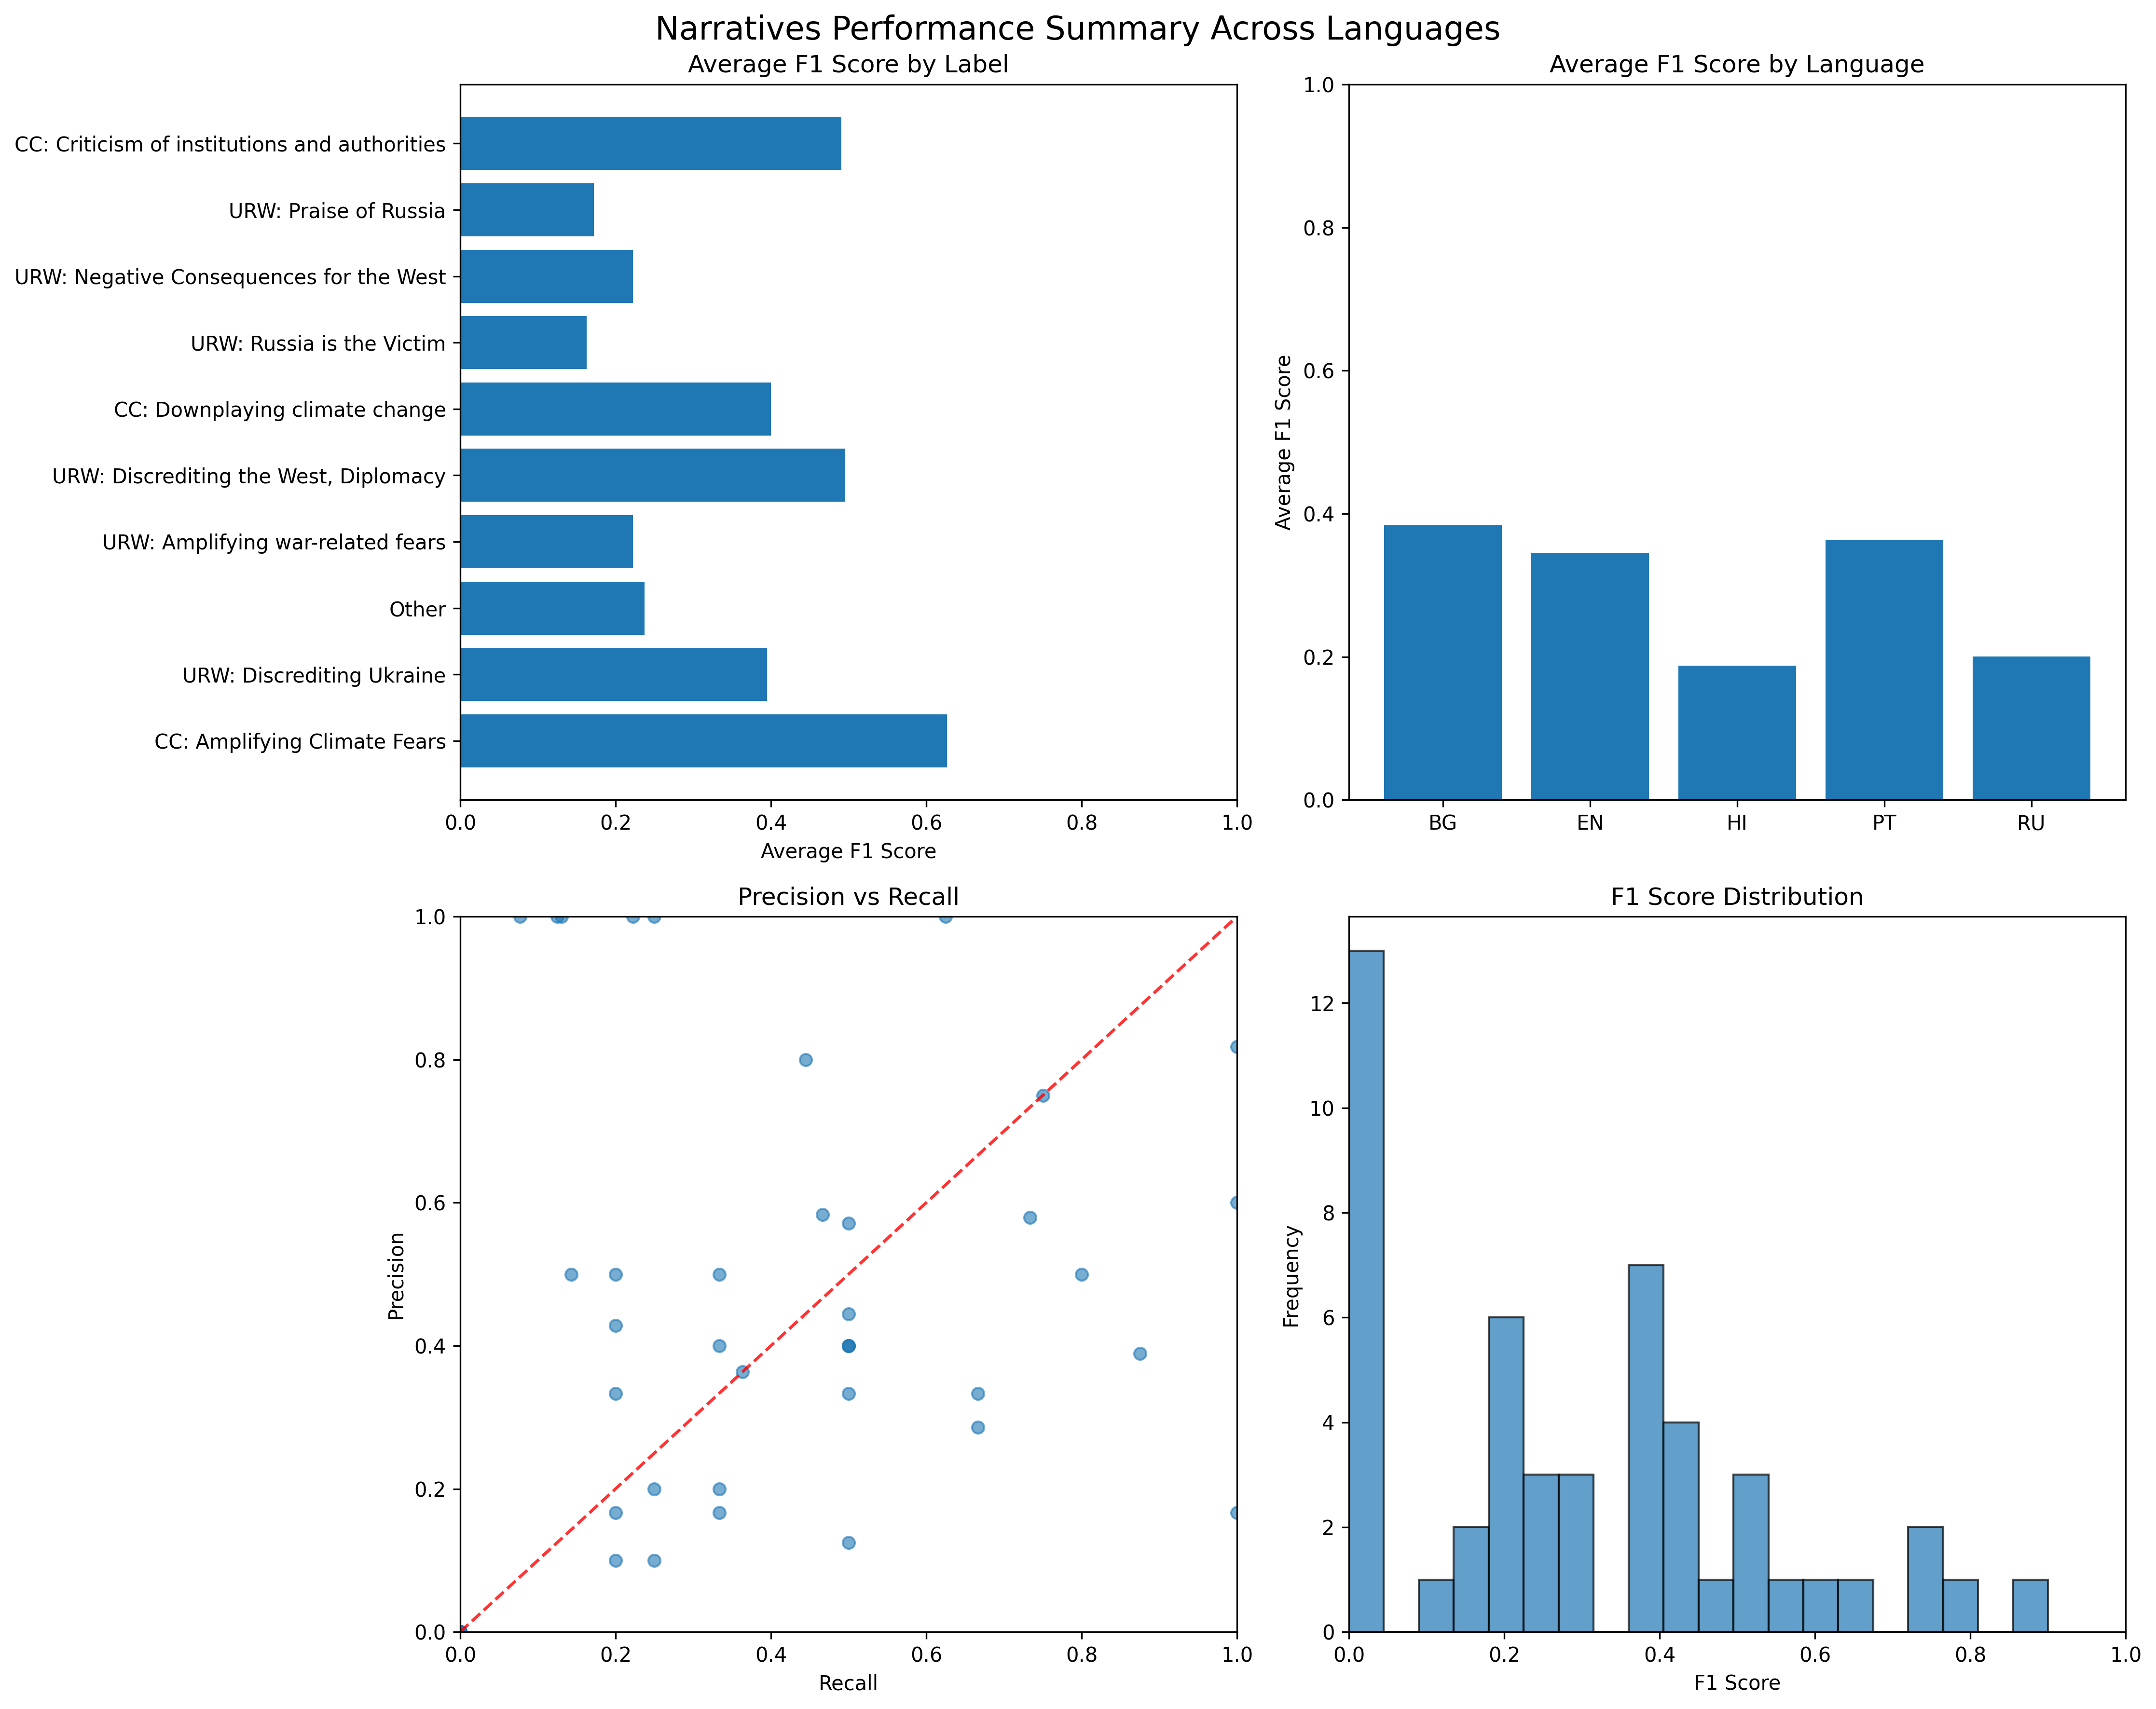 Narratives Performance Summary Across Languages
Average F1 Score by Label
CC: Criticism of institutions and authorities
URW: Praise of Russia
URW: Negative Consequences for the West
URW: Russia is the Victim
CC: Downplaying climate change
URW: Discrediting the West, Diplomacy
URW: Amplifying war-related fears
Other
URW: Discrediting Ukraine
CC: Amplifying Climate Fears
0.0 0.2 0.4 0.6 0.8 1.0
Average F1 Score
Average F1 Score by Language
Average F1 Score
1.0
0.8
0.6
0.4
0.2
0.0
BG EN HI PT RU
Precision vs Recall
Precision
1.0
0.8
0.6
0.4
0.2
0.0
0.0 0.2 0.4 0.6 0.8 1.0
Recall
F1 Score Distribution
Frequency
12
10
8
6
4
2
0
0.0 0.2 0.4 0.6 0.8 1.0
F1 Score